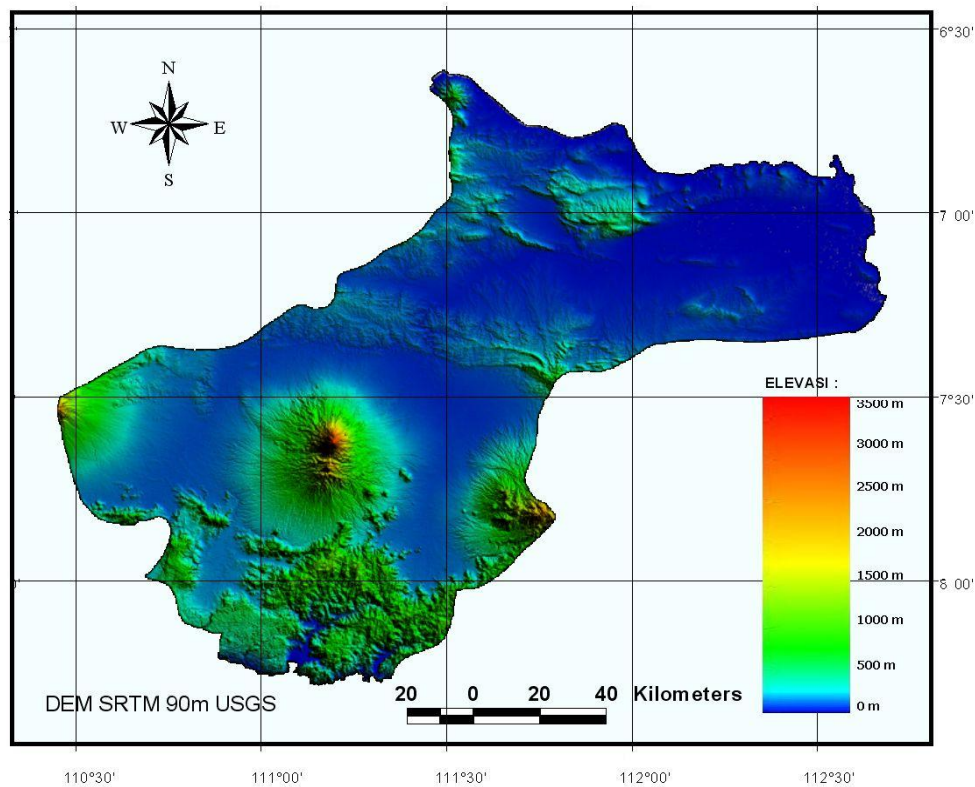 6°30'
N
W E
S
7°00'
ELEVASI :
7°30'
3500 m
3000 m
2500 m
2000 m
1500 m
1000 m
8°00'
500 m
0 m
DEM SRTM 90m USGS
20 0 20 40 Kilometers
110°30' 111°00' 111°30' 112°00' 112°30'